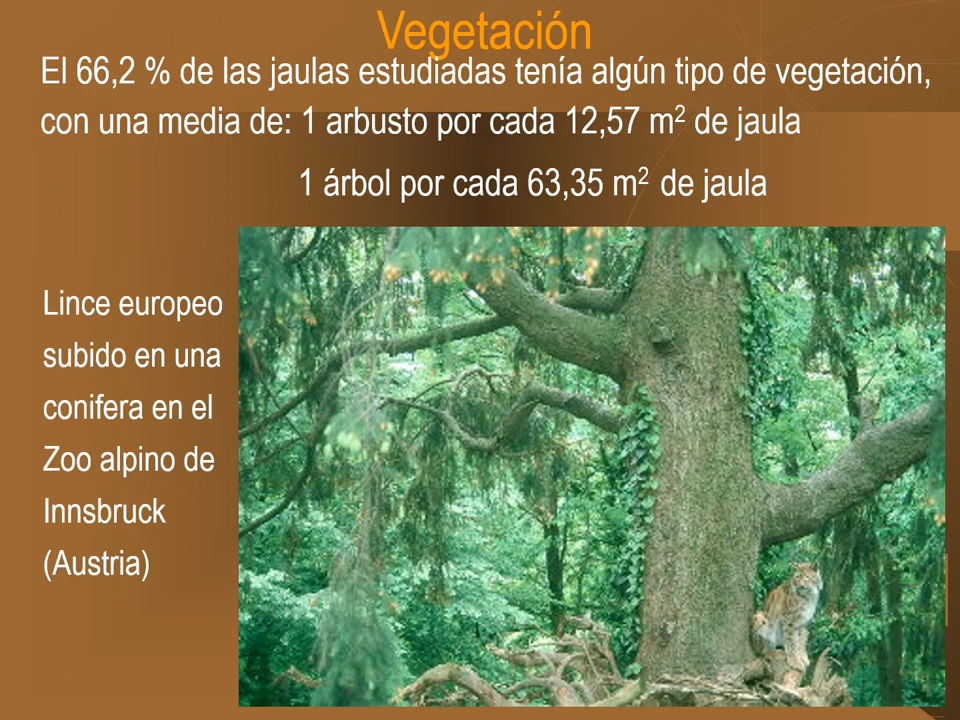 Vegetación
El 66,2 % de las jaulas estudiadas tenía algún tipo de vegetación,
con una media de: 1 arbusto por cada 12,57 m² de jaula
1 árbol por cada 63,35 m² de jaula
Lince europeo
subido en una
conifera en el
Zoo alpino de
Innsbruck
(Austria)